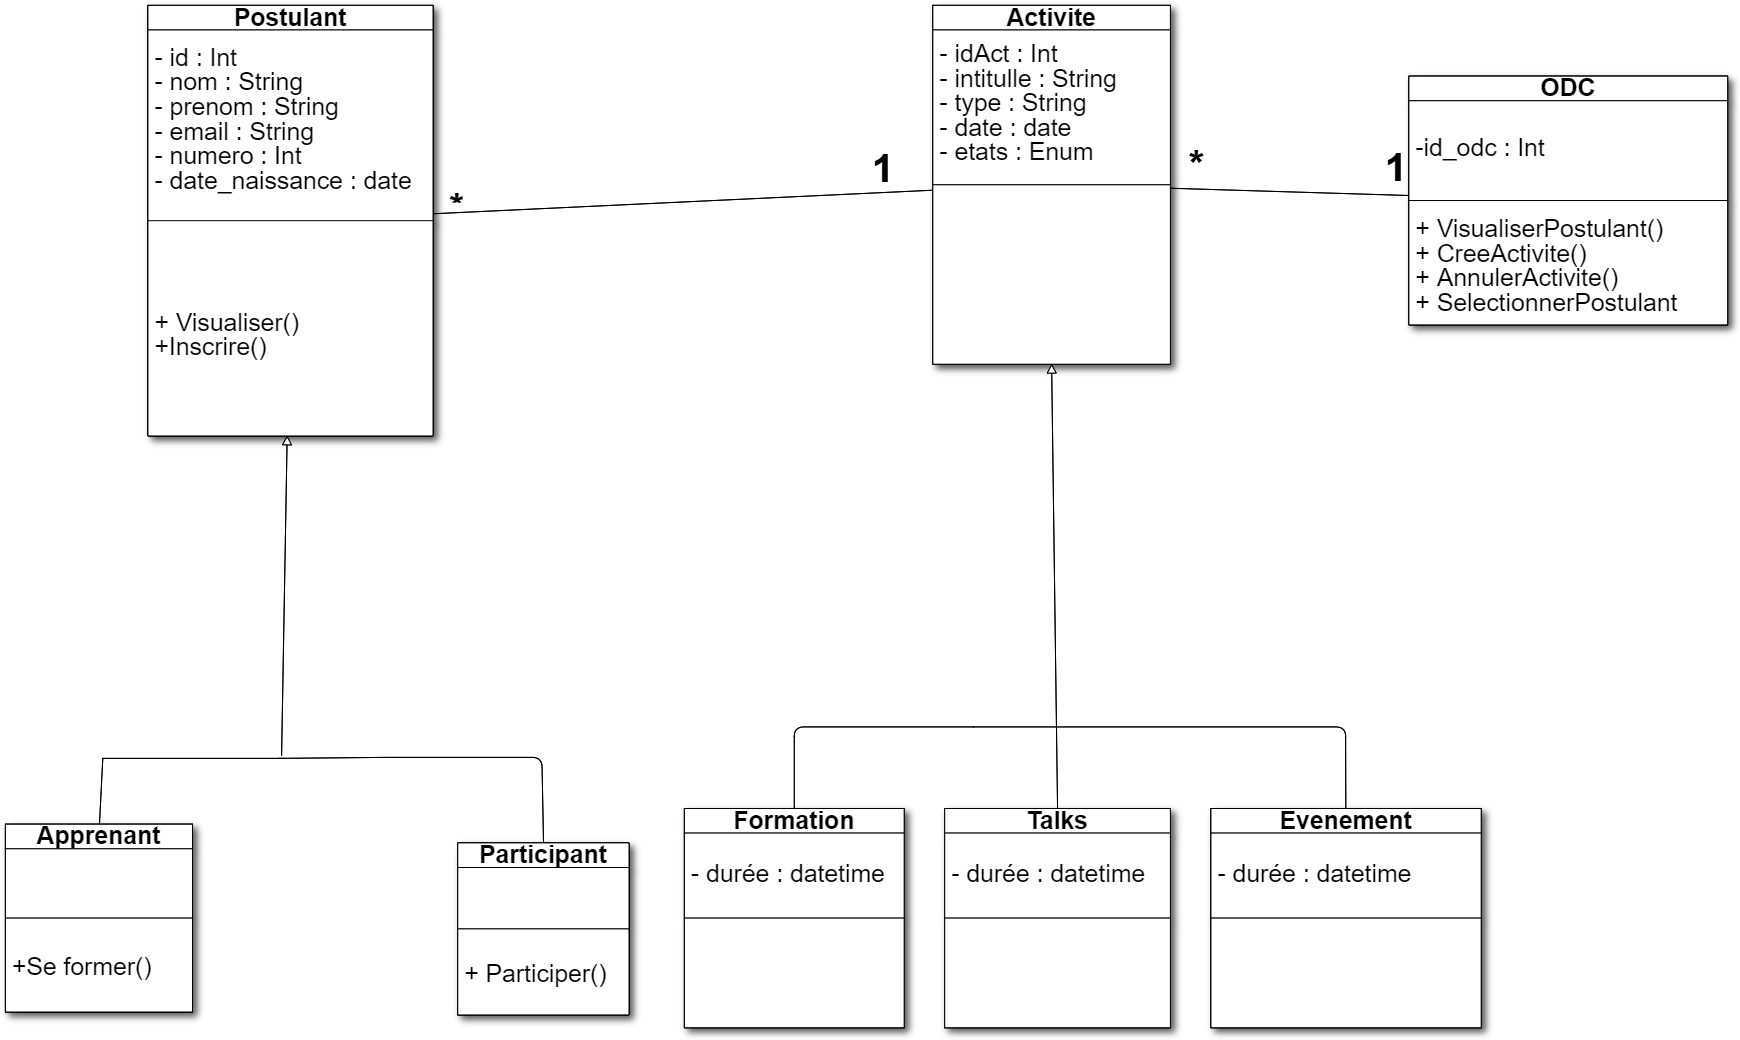 Postulant
- id : Int
- nom : String
- prenom : String
- email : String
- numero : Int
- date_naissance : date
+ Visualiser()
+Inscrire()
*
1
Activite
- idAct : Int
- intitulle : String
- type : String
- date : date
- etats : Enum
*
1
ODC
-id_odc : Int
+ VisualiserPostulant()
+ CreeActivite()
+ AnnulerActivite()
+ SelectionnerPostulant
Apprenant
+Se former()
Participant
+ Participer()
Formation
- durée : datetime
Talks
- durée : datetime
Evenement
- durée : datetime